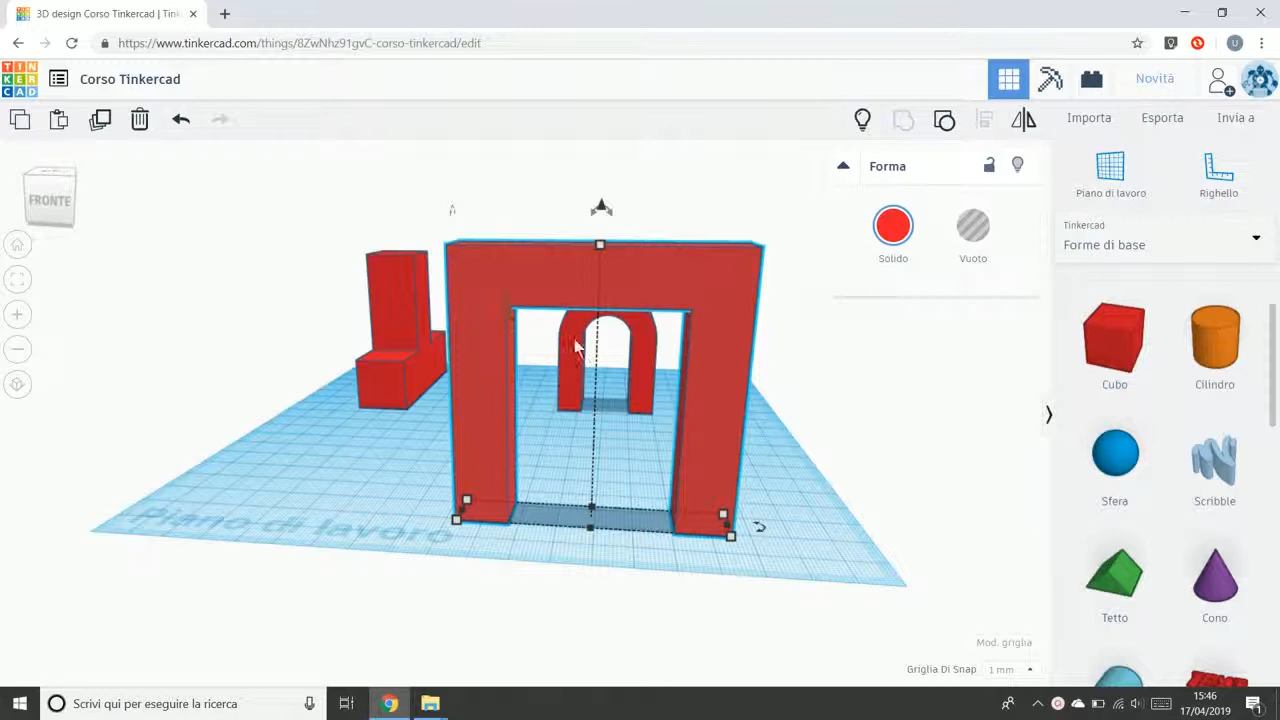 3D design Corso Tinkercad | Tink
https://www.tinkercad.com/things/8ZwNhz91gvC-corso-tinkercad/edit
U
TIN
KER
CAD
Corso Tinkercad
Novità
Importa
Esporta
Invia a
FRONTE
Forma
Solido
Vuoto
Piano di lavoro
Righello
Tinkercad
Forme di base
Cubo
Cilindro
Sfera
Scribble
Tetto
Cono
Piano di lavoro
Mod. griglia
Griglia Di Snap
1 mm
Scrivi qui per eseguire la ricerca
15:46
17/04/2019
1